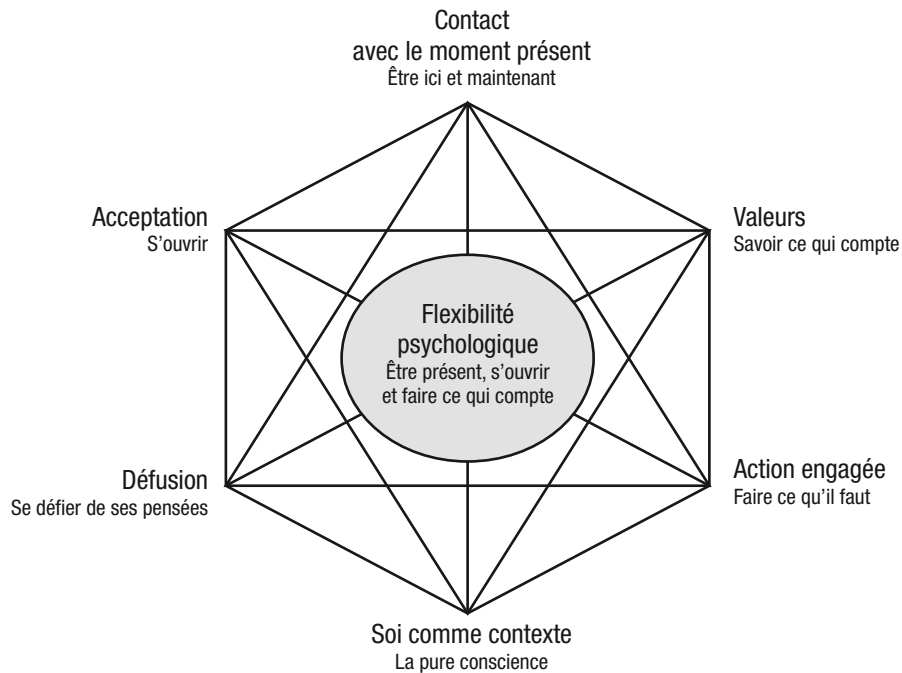 Contact
avec le moment présent
Être ici et maintenant
Acceptation
S'ouvrir
Valeurs
Savoir ce qui compte
Flexibilité
psychologique
Être présent, s'ouvrir
et faire ce qui compte
Défusion
Se défier de ses pensées
Action engagée
Faire ce qu'il faut
Soi comme contexte
La pure conscience